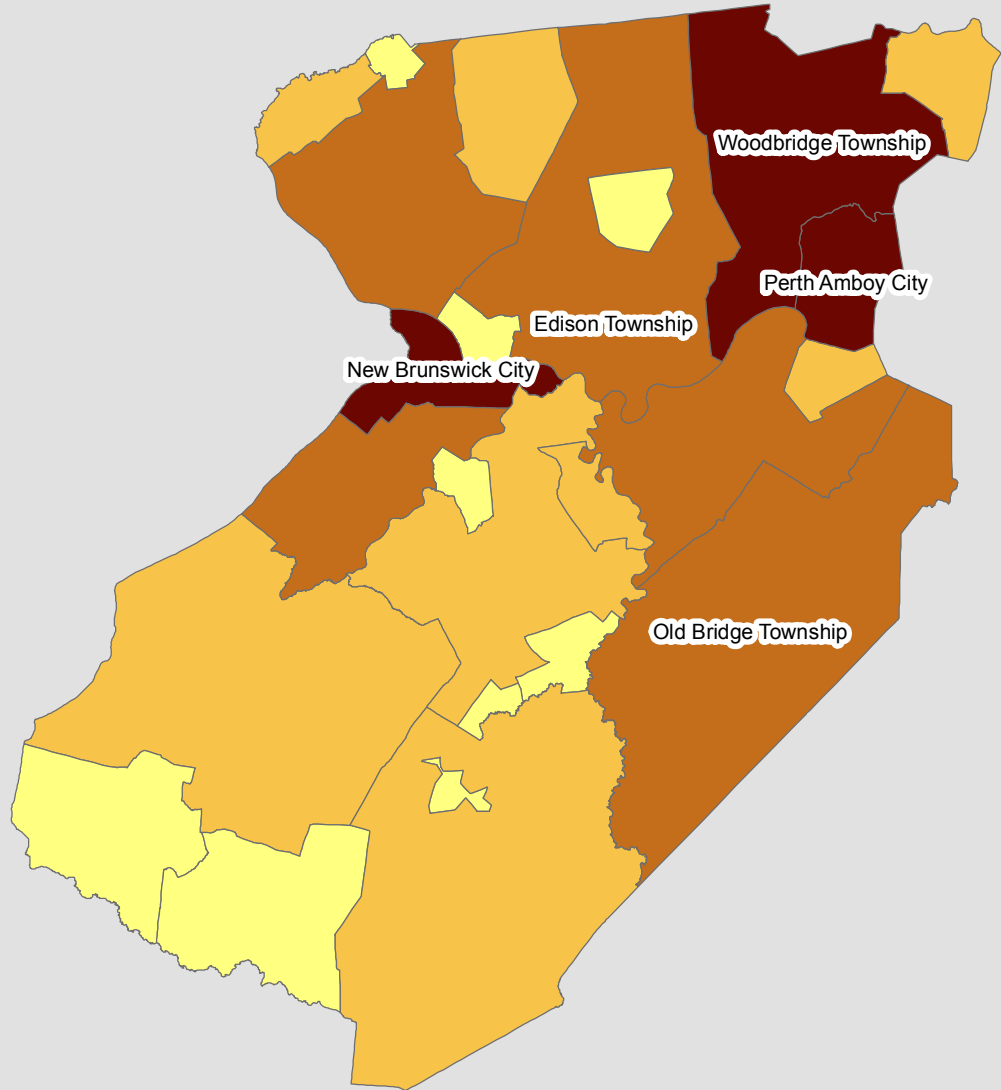 Woodbridge Township
Perth Amboy City
Edison Township
New Brunswick City
Old Bridge Township